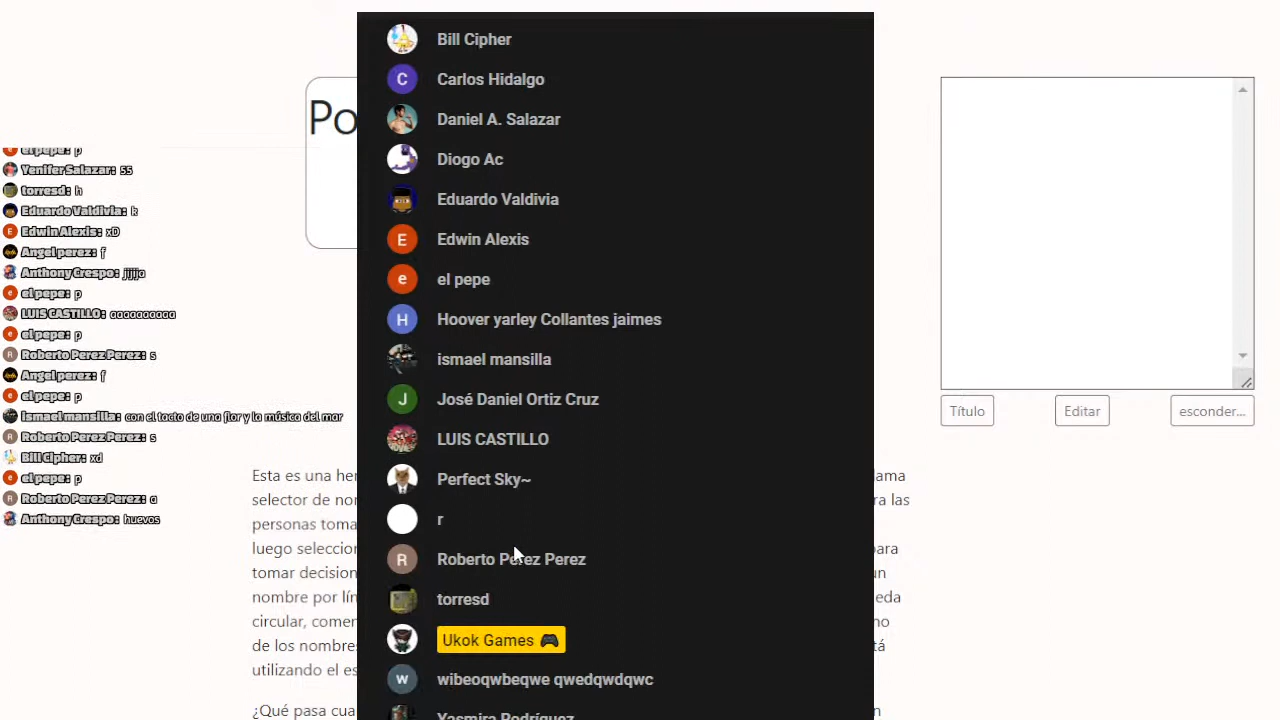 Po
el pepe: p
Yenifer Salazar: 55
torresd: h
Eduardo Valdivia: k
Edwin Alexis: xD
Angel perez: f
Anthony Crespo: jijija
el pepe: p
LUIS CASTILLO: aaaaaaaaaa
el pepe: p
Roberto Perez Perez: s
Angel perez: f
el pepe: p
ismael mansilla: con el tacto de una flor y la música del mar
Roberto Perez Perez: s
Bill Cipher: xd
el pepe: p
Roberto Perez Perez: a
Anthony Crespo: huevos
Bill Cipher
C Carlos Hidalgo
Daniel A. Salazar
Diogo Ac
Eduardo Valdivia
E Edwin Alexis
e el pepe
H Hoover yarley Collantes jaimes
ismael mansilla
J José Daniel Ortiz Cruz
LUIS CASTILLO
Perfect Sky~
r
R Roberto Perez Perez
torresd
Ukok Games 🎮
w wibeoqwbeqwe qwedqwdqwc
Yasmira Rodríguez
Título Editar esconder...
Esta es una her lama
selector de nor ra las
personas toma
luego seleccior para
tomar decision un
nombre por lín eda
circular, comer no
de los nombres tá
utilizando el es
¿Qué pasa cua n